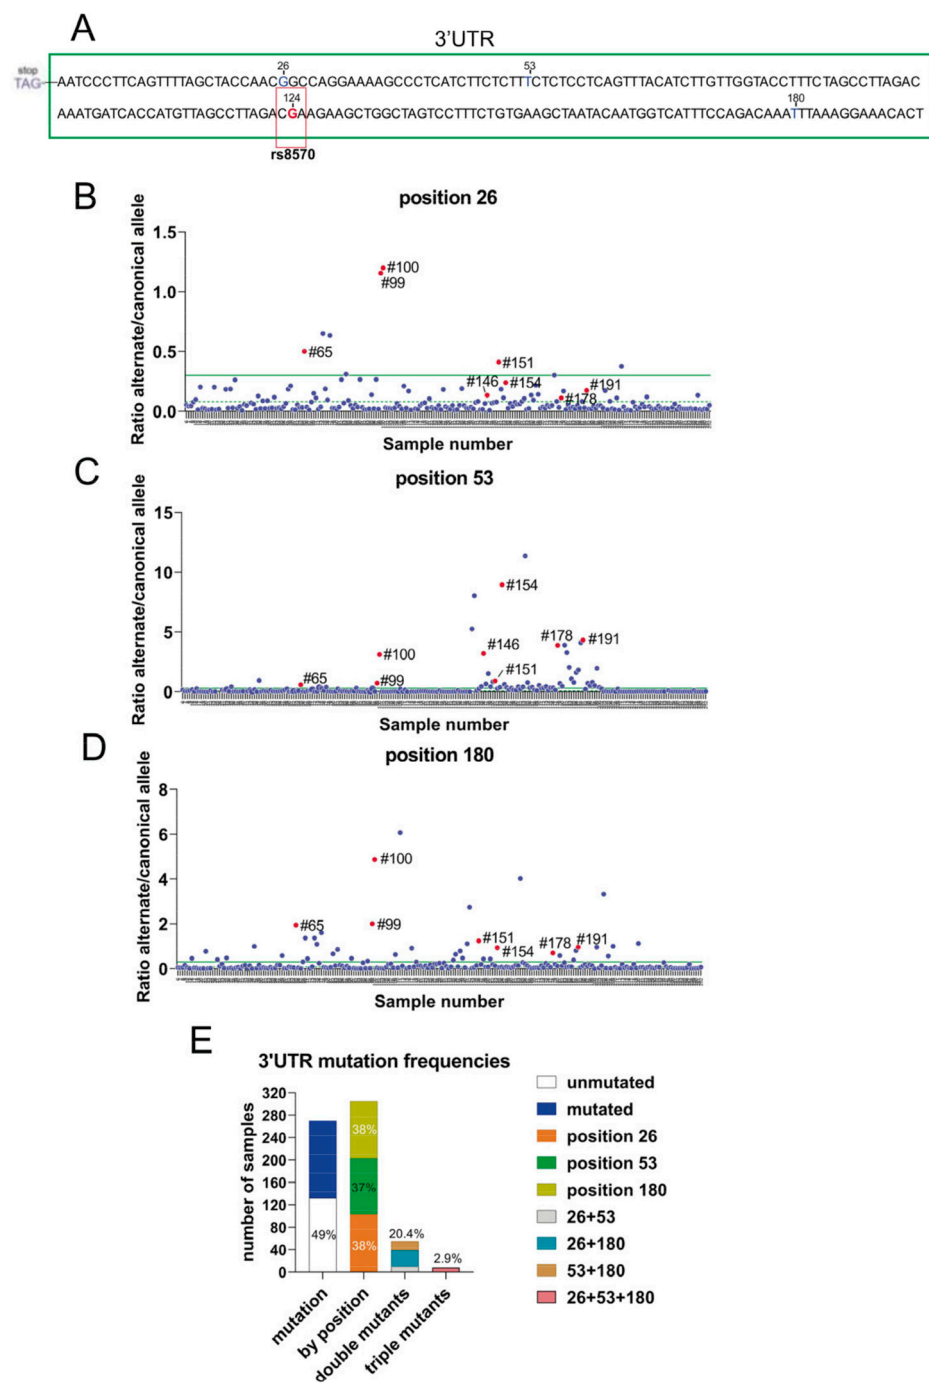 A
3'UTR
stop
26
53
TAG
AATCCCTTCAGTTTTAGCTACCAACGGCCAGGAAAAGCCCTCATCTTCTCTTTCTCTCCTCAGTTTACATCTTGTTGGTACCTTTCTAGCCTTAGAC
124
180
AAATGATCACCATGTTAGCCTTAGACGAAGAAGCTGGCTAGTCCTTTCTGTGAAGCTAATACAATGGTCATTTCCAGACAAATTTAAAGGAAACACT
rs8570
B
position 26
Ratio alternate/canonical allele
1.5
1.0
0.5
0.0
#100
#99
#65
#151
#146
#154
#191
#178
Sample number
C
position 53
Ratio alternate/canonical allele
15
10
5
0
#154
#178
#191
#146
#100
#151
#65
#99
Sample number
D
position 180
Ratio alternate/canonical allele
8
6
4
2
0
#100
#65
#99
#151
#154
#178
#191
Sample number
E
3'UTR mutation frequencies
number of samples
320
280
240
200
160
120
80
40
0
38%
37%
38%
49%
20.4%
2.9%
mutation
by position
double mutants
triple mutants
unmutated
mutated
position 26
position 53
position 180
26+53
26+180
53+180
26+53+180